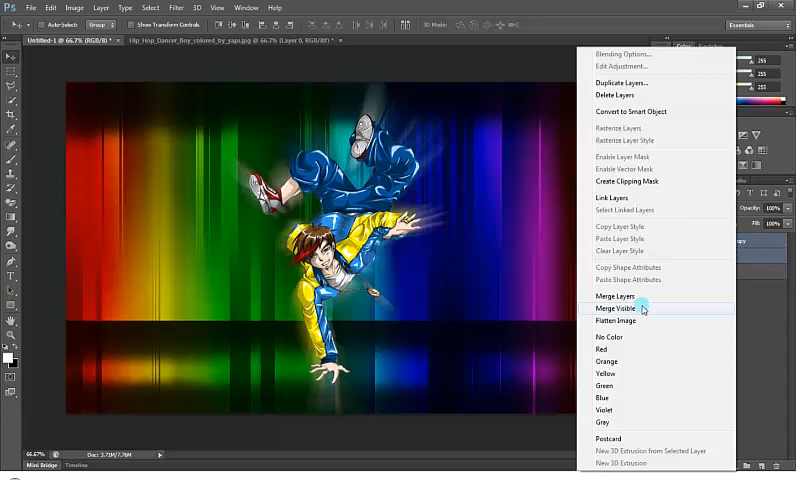 Ps File Edit Image Layer Type Select Filter 3D View Window Help
Auto-Select: Group Show Transform Controls 3D Mode: Essentials
Untitled-1 @ 66.7% (RGB/8) * × Hip_Hop_Dancer_Boy_colored_by_yapi.jpg @ 66.7% (Layer 0, RGB/8#) * ×
Color
255
255
255
Blending Options...
Edit Adjustment...
Duplicate Layers...
Delete Layers
Convert to Smart Object
Rasterize Layers
Rasterize Layer Style
Enable Layer Mask
Enable Vector Mask
Create Clipping Mask
Link Layers
Select Linked Layers
Opacity: 100%
Fill: 100%
Copy Layer Style
Paste Layer Style
Clear Layer Style
Copy Shape Attributes
Paste Shape Attributes
Merge Layers
Merge Visible
Flatten Image
No Color
Red
Orange
Yellow
Green
Blue
Violet
Gray
Postcard
New 3D Extrusion from Selected Layer
New 3D Extrusion
66.67% Doc: 3.71M/7.76M
Mini Bridge Timeline